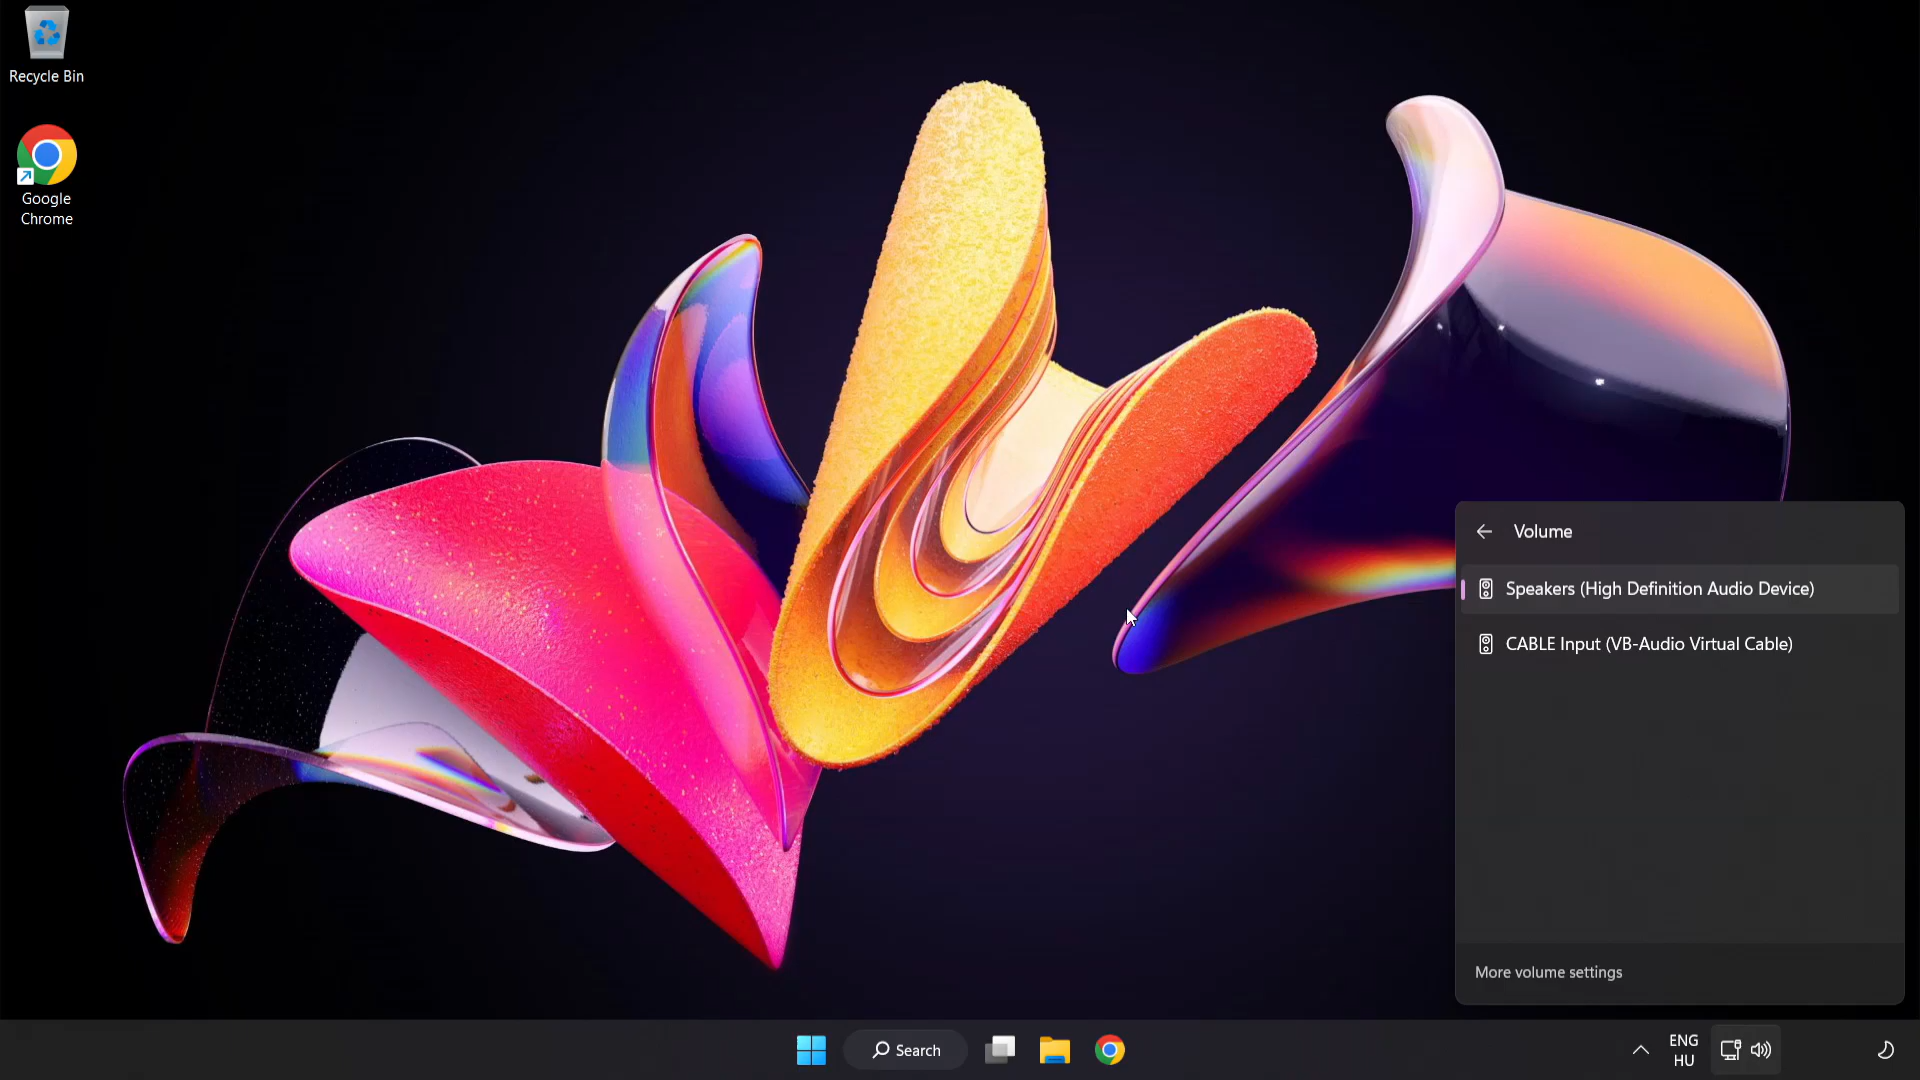 Recycle Bin
Google
Chrome
Volume
Speakers (High Definition Audio Device)
CABLE Input (VB-Audio Virtual Cable)
More volume settings
Search
ENG
HU